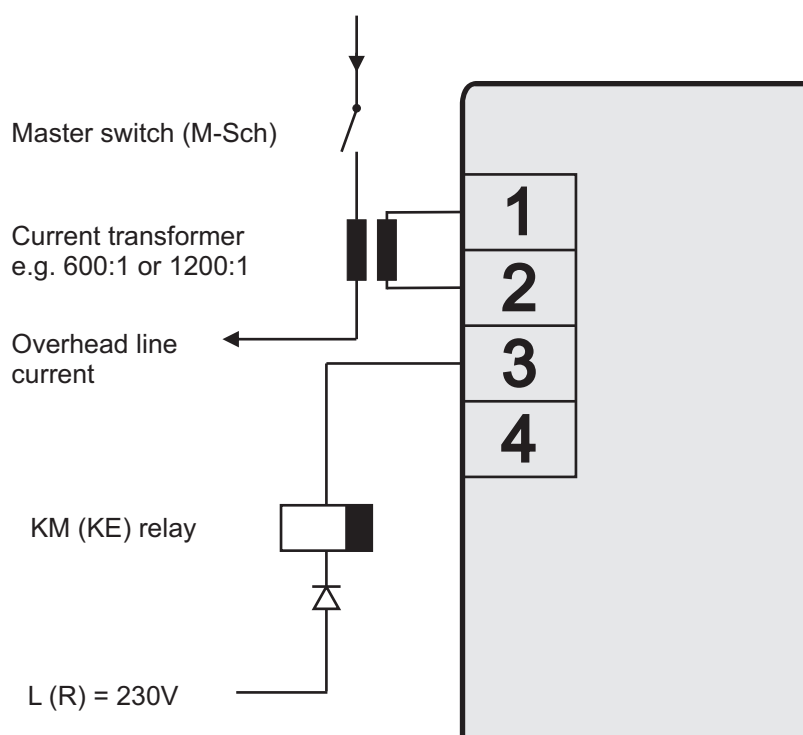 Master switch (M-Sch)
1
Current transformer
e.g. 600:1 or 1200:1
2
Overhead line
current
3
4
KM (KE) relay
L (R) = 230V